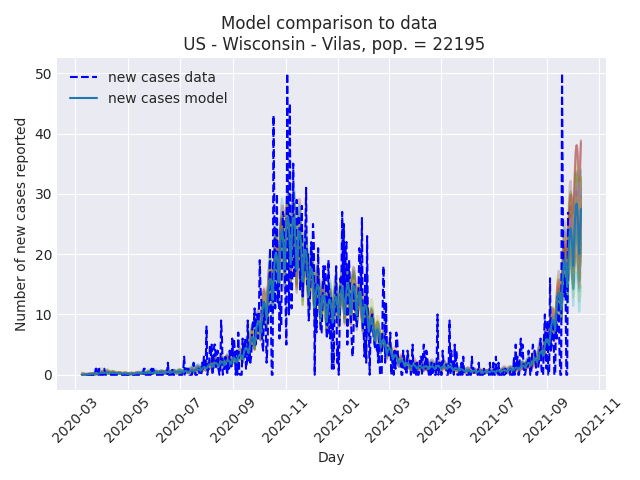 Model comparison to data
US - Wisconsin - Vilas, pop. = 22195
new cases data
new cases model
Number of new cases reported
50
40
30
20
10
0
2020-03
2020-05
2020-07
2020-09
2020-11
2021-01
2021-03
2021-05
2021-07
2021-09
2021-11
Day